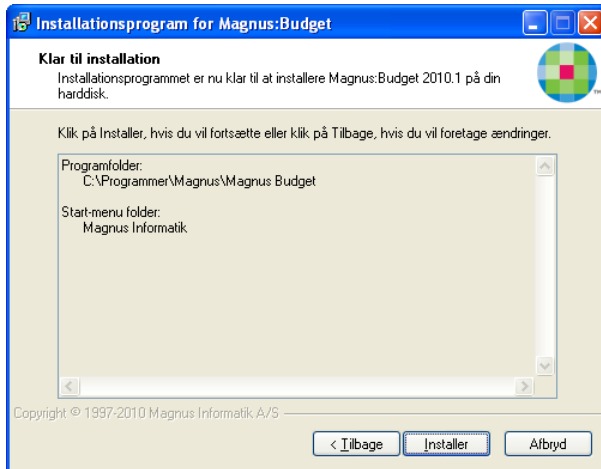 Installationsprogram for Magnus:Budget
Klar til installation
Installationsprogrammet er nu klar til at installere Magnus:Budget 2010.1 på din
harddisk.
Klik på Installer, hvis du vil fortsætte eller klik på Tilbage, hvis du vil foretage ændringer.
Programfolder:
C:\Programmer\Magnus\Magnus Budget
Start-menu folder:
Magnus Informatik
Copyright © 1997-2010 Magnus Informatik A/S
< Tilbage
Installer
Afbryd